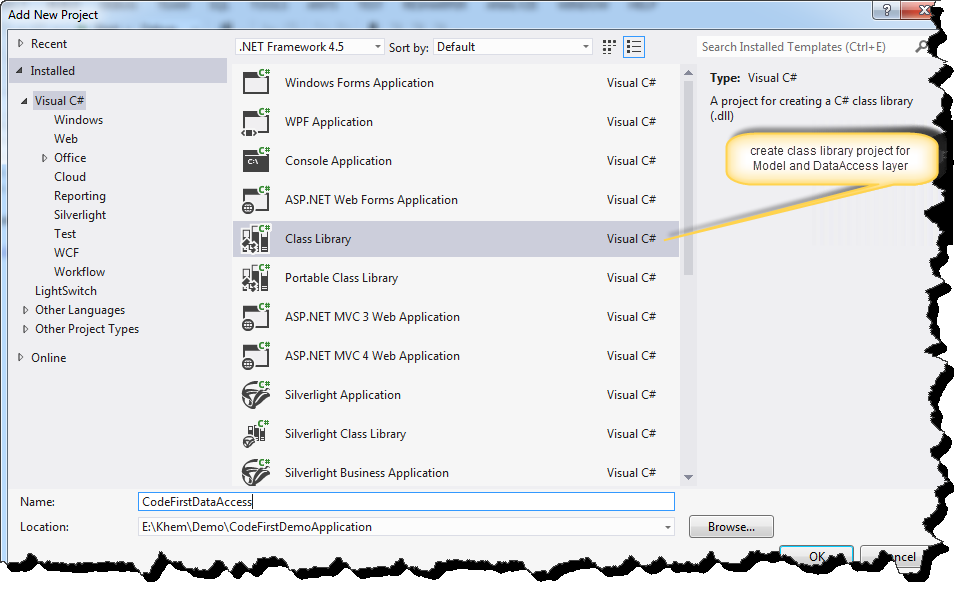 Add New Project
?
Recent
.NET Framework 4.5
Sort by:
Default
Search Installed Templates (Ctrl+E)
Installed
Visual C#
Windows
Web
Office
Cloud
Reporting
Silverlight
Test
WCF
Workflow
LightSwitch
Other Languages
Other Project Types
Online
C# Windows Forms Application Visual C#
C# WPF Application Visual C#
C# C:\ Console Application Visual C#
C# ASP.NET Web Forms Application Visual C#
C# Class Library Visual C#
C# Portable Class Library Visual C#
C# ASP.NET MVC 3 Web Application Visual C#
C# ASP.NET MVC 4 Web Application Visual C#
C# Silverlight Application Visual C#
C# Silverlight Class Library Visual C#
C# Silverlight Business Application Visual C#
Type: Visual C#
A project for creating a C# class library
(.dll)
create class library project for
Model and DataAccess layer
Name:
CodeFirstDataAccess
Location:
E:\Khem\Demo\CodeFirstDemoApplication
Browse...
OK